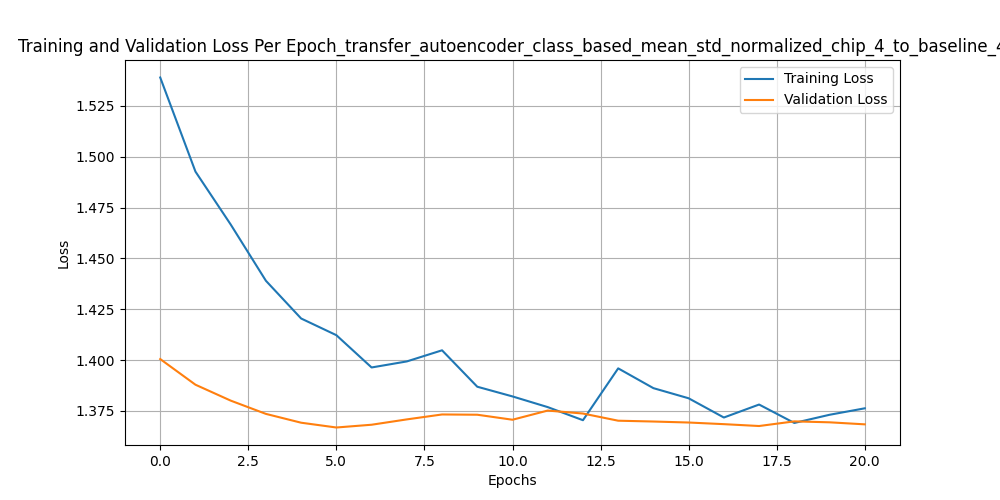 Training and Validation Loss Per Epoch_transfer_autoencoder_class_based_mean_std_normalized_chip_4_to_baseline_4
Training Loss
Validation Loss
1.525
1.500
1.475
1.450
1.425
1.400
1.375
Loss
0.0 2.5 5.0 7.5 10.0 12.5 15.0 17.5 20.0
Epochs